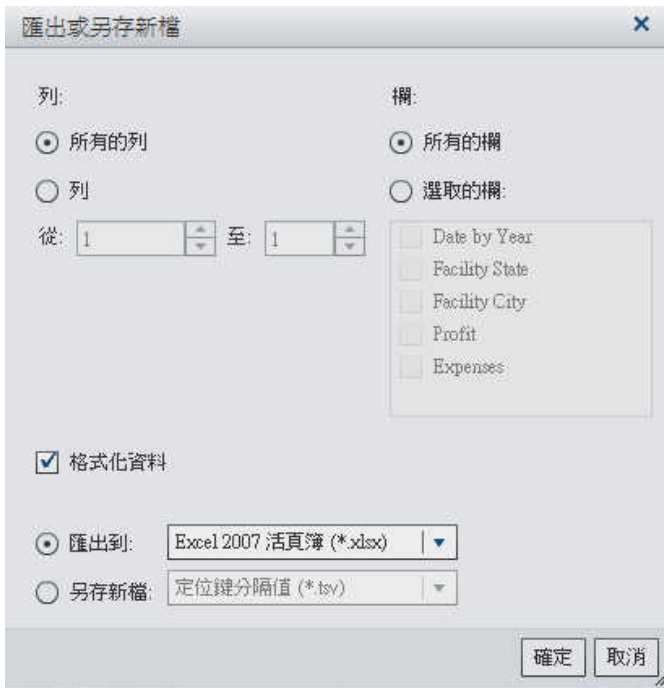 匯出或另存新檔
列:
所有的列
列
從: 1 至: 1
欄:
所有的欄
選取的欄:
Date by Year
Facility State
Facility City
Profit
Expenses
格式化資料
匯出到: Excel 2007 活頁簿 (*.xlsx)
另存新檔: 定位鍵分隔值 (*.tsv)
確定 取消